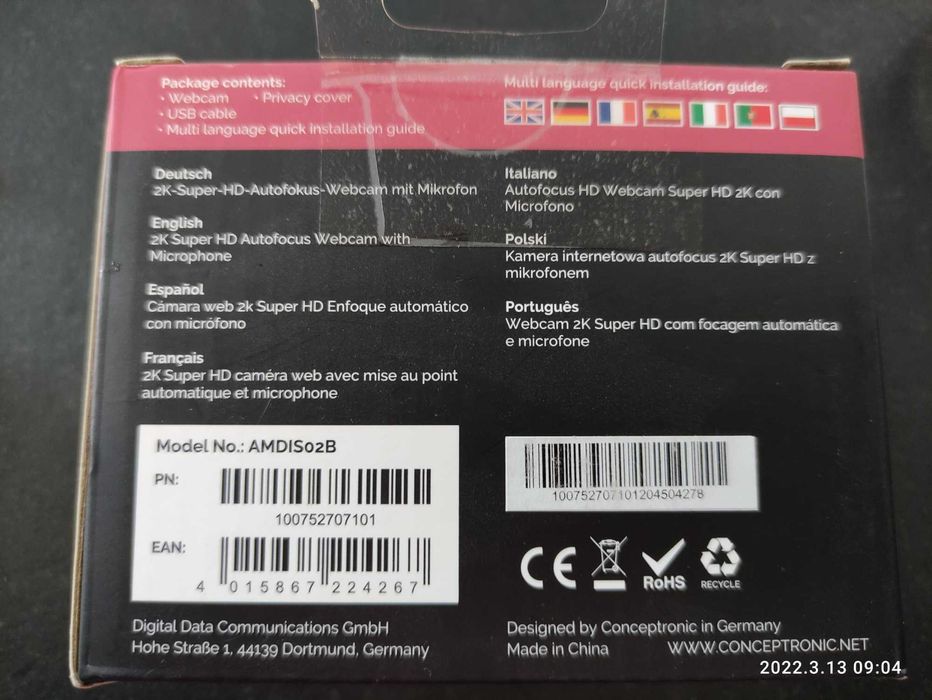 Package contents:
• Webcam • Privacy cover
• USB cable
• Multi language quick installation guide
Multi language quick installation guide:
Deutsch
2K-Super-HD-Autofokus-Webcam mit Mikrofon
English
2K Super HD Autofocus Webcam with
Microphone
Español
Cámara web 2k Super HD Enfoque automático
con micrófono
Français
2K Super HD caméra web avec mise au point
automatique et microphone
Italiano
Autofocus HD Webcam Super HD 2K con
Microfono
Polski
Kamera internetowa autofocus 2K Super HD z
mikrofonem
Português
Webcam 2K Super HD com focagem automática
e microfone
Model No.: AMDIS02B
PN:
100752707101
EAN:
4 015867 224267
100752707101204504278
CE
RoHS
RECYCLE
Digital Data Communications GmbH
Hohe Straße 1, 44139 Dortmund, Germany
Designed by Conceptronic in Germany
Made in China WWW.CONCEPTRONIC.NET
2022.3.13 09:04